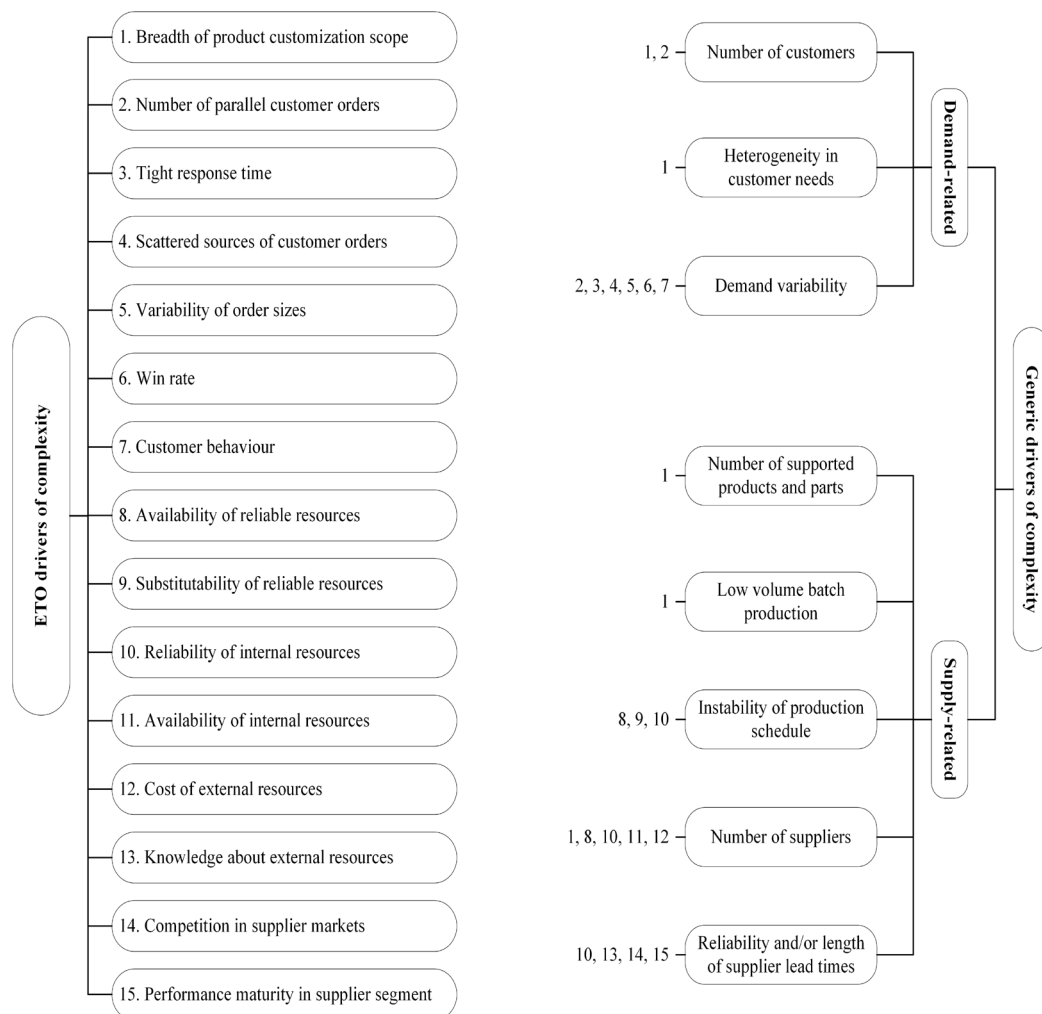 ETO drivers of complexity
1. Breadth of product customization scope
2. Number of parallel customer orders
3. Tight response time
4. Scattered sources of customer orders
5. Variability of order sizes
6. Win rate
7. Customer behaviour
8. Availability of reliable resources
9. Substitutability of reliable resources
10. Reliability of internal resources
11. Availability of internal resources
12. Cost of external resources
13. Knowledge about external resources
14. Competition in supplier markets
15. Performance maturity in supplier segment
1, 2
Number of customers
1
Heterogeneity in
customer needs
2, 3, 4, 5, 6, 7
Demand variability
Demand-related
1
Number of supported
products and parts
1
Low volume batch
production
8, 9, 10
Instability of production
schedule
1, 8, 10, 11, 12
Number of suppliers
10, 13, 14, 15
Reliability and/or length
of supplier lead times
Supply-related
Generic drivers of complexity